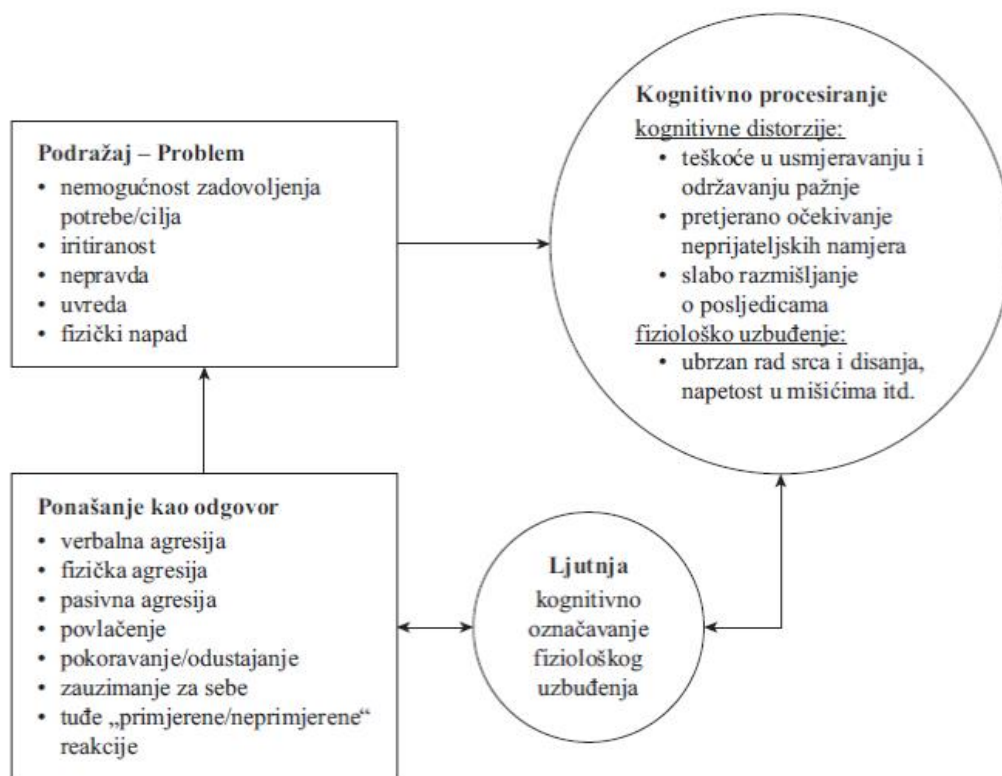 Podražaj – Problem
• nemogućnost zadovoljenja
potrebe/cilja
• iritiranost
• nepravda
• uvreda
• fizički napad
Kognitivno procesiranje
kognitivne distorzije:
• teškoće u usmjeravanju i
održavanju pažnje
• pretjerano očekivanje
neprijateljskih namjera
• slabo razmišljanje
o posljedicama
fiziološko uzbuđenje:
• ubrzan rad srca i disanja,
napetost u mišićima itd.
Ponašanje kao odgovor
• verbalna agresija
• fizička agresija
• pasivna agresija
• povlačenje
• pokoravanje/odustajanje
• zauzimanje za sebe
• tuđe „primjerene/neprimjerene“
reakcije
Ljutnja
kognitivno
označavanje
fiziološkog
uzbuđenja